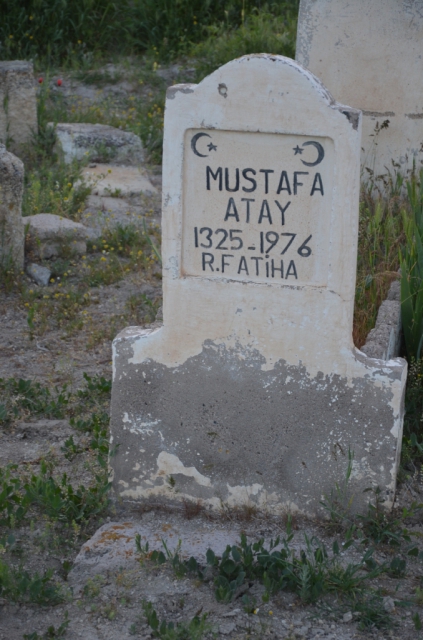 MUSTAFA
ATAY
1325-1976
R.FATİHA